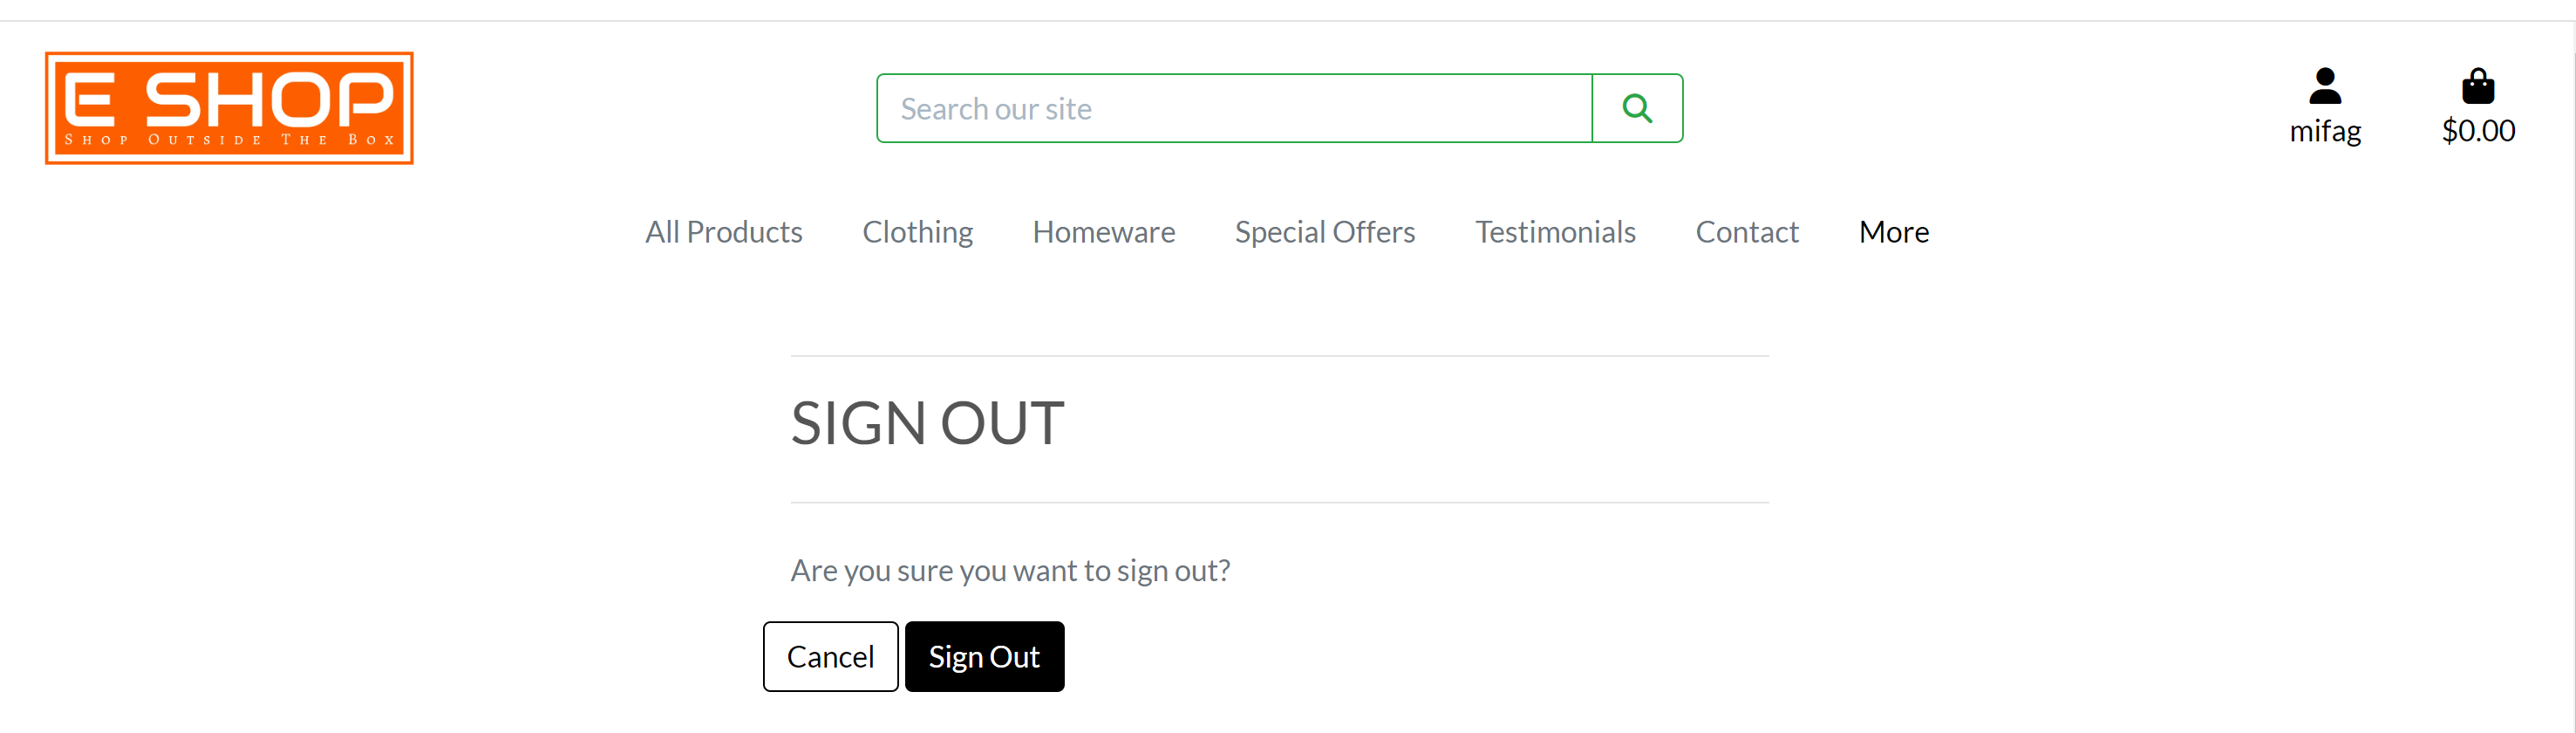 E SHOP
Shop Outside The Box
Search our site
mifag
$0.00
All Products Clothing Homeware Special Offers Testimonials Contact More
SIGN OUT
Are you sure you want to sign out?
Cancel Sign Out